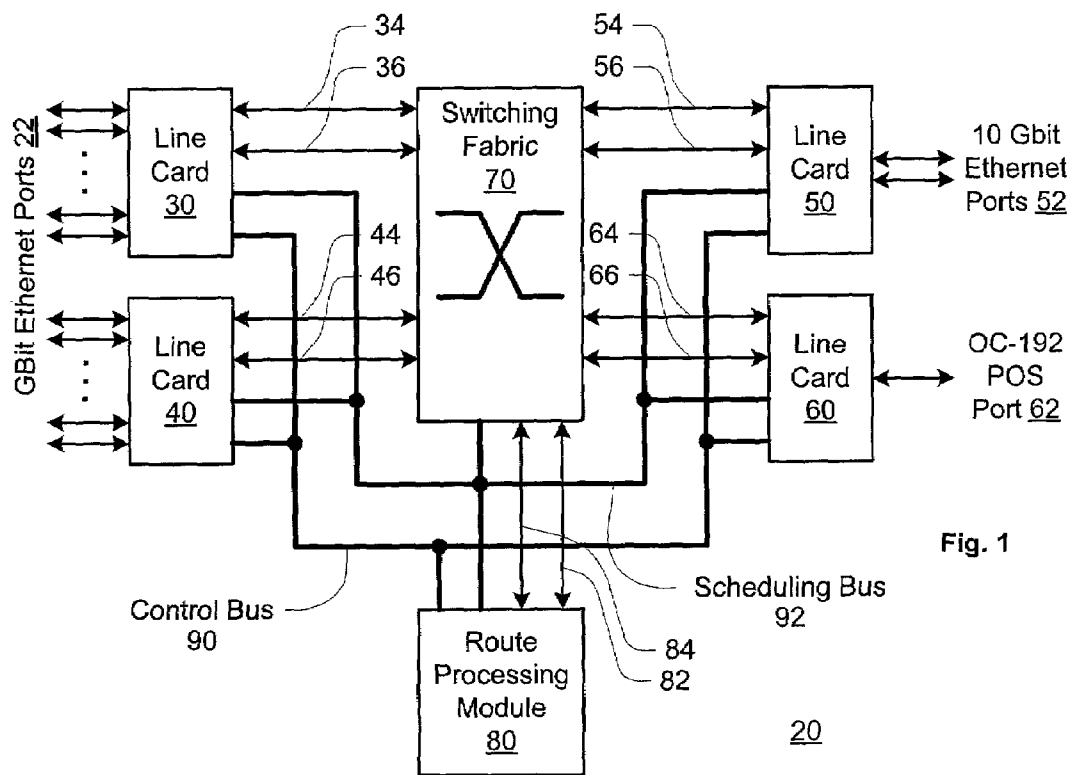 34
36
54
56
GBit Ethernet Ports 22
Line
Card
30
Switching
Fabric
70
Line
Card
50
10 Gbit
Ethernet
Ports 52
44
46
64
66
Line
Card
40
Line
Card
60
OC-192
POS
Port 62
Fig. 1
Control Bus
90
Scheduling Bus
92
84
82
Route
Processing
Module
80
20